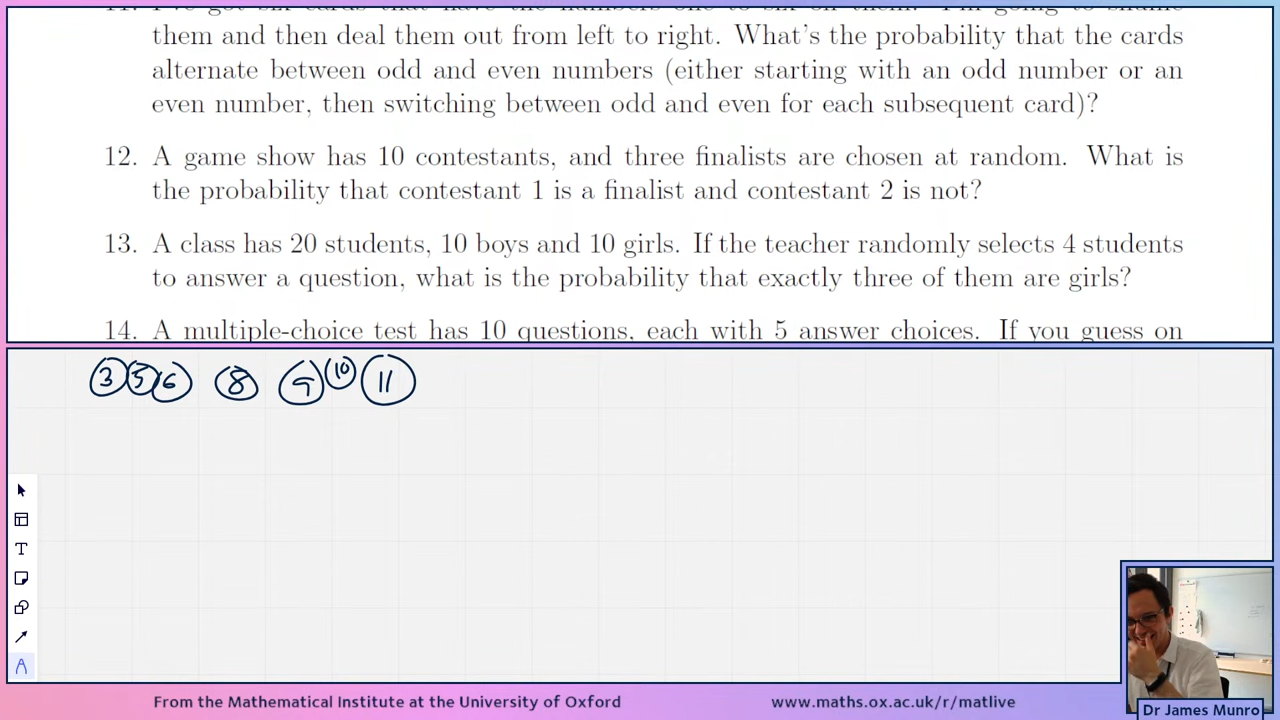 them and then deal them out from left to right. What's the probability that the cards
alternate between odd and even numbers (either starting with an odd number or an
even number, then switching between odd and even for each subsequent card)?
12. A game show has 10 contestants, and three finalists are chosen at random. What is
the probability that contestant 1 is a finalist and contestant 2 is not?
13. A class has 20 students, 10 boys and 10 girls. If the teacher randomly selects 4 students
to answer a question, what is the probability that exactly three of them are girls?
14. A multiple-choice test has 10 questions, each with 5 answer choices. If you guess on
3 5 6 8 9 10 11
From the Mathematical Institute at the University of Oxford
www.maths.ox.ac.uk/r/matlive
Dr James Munro